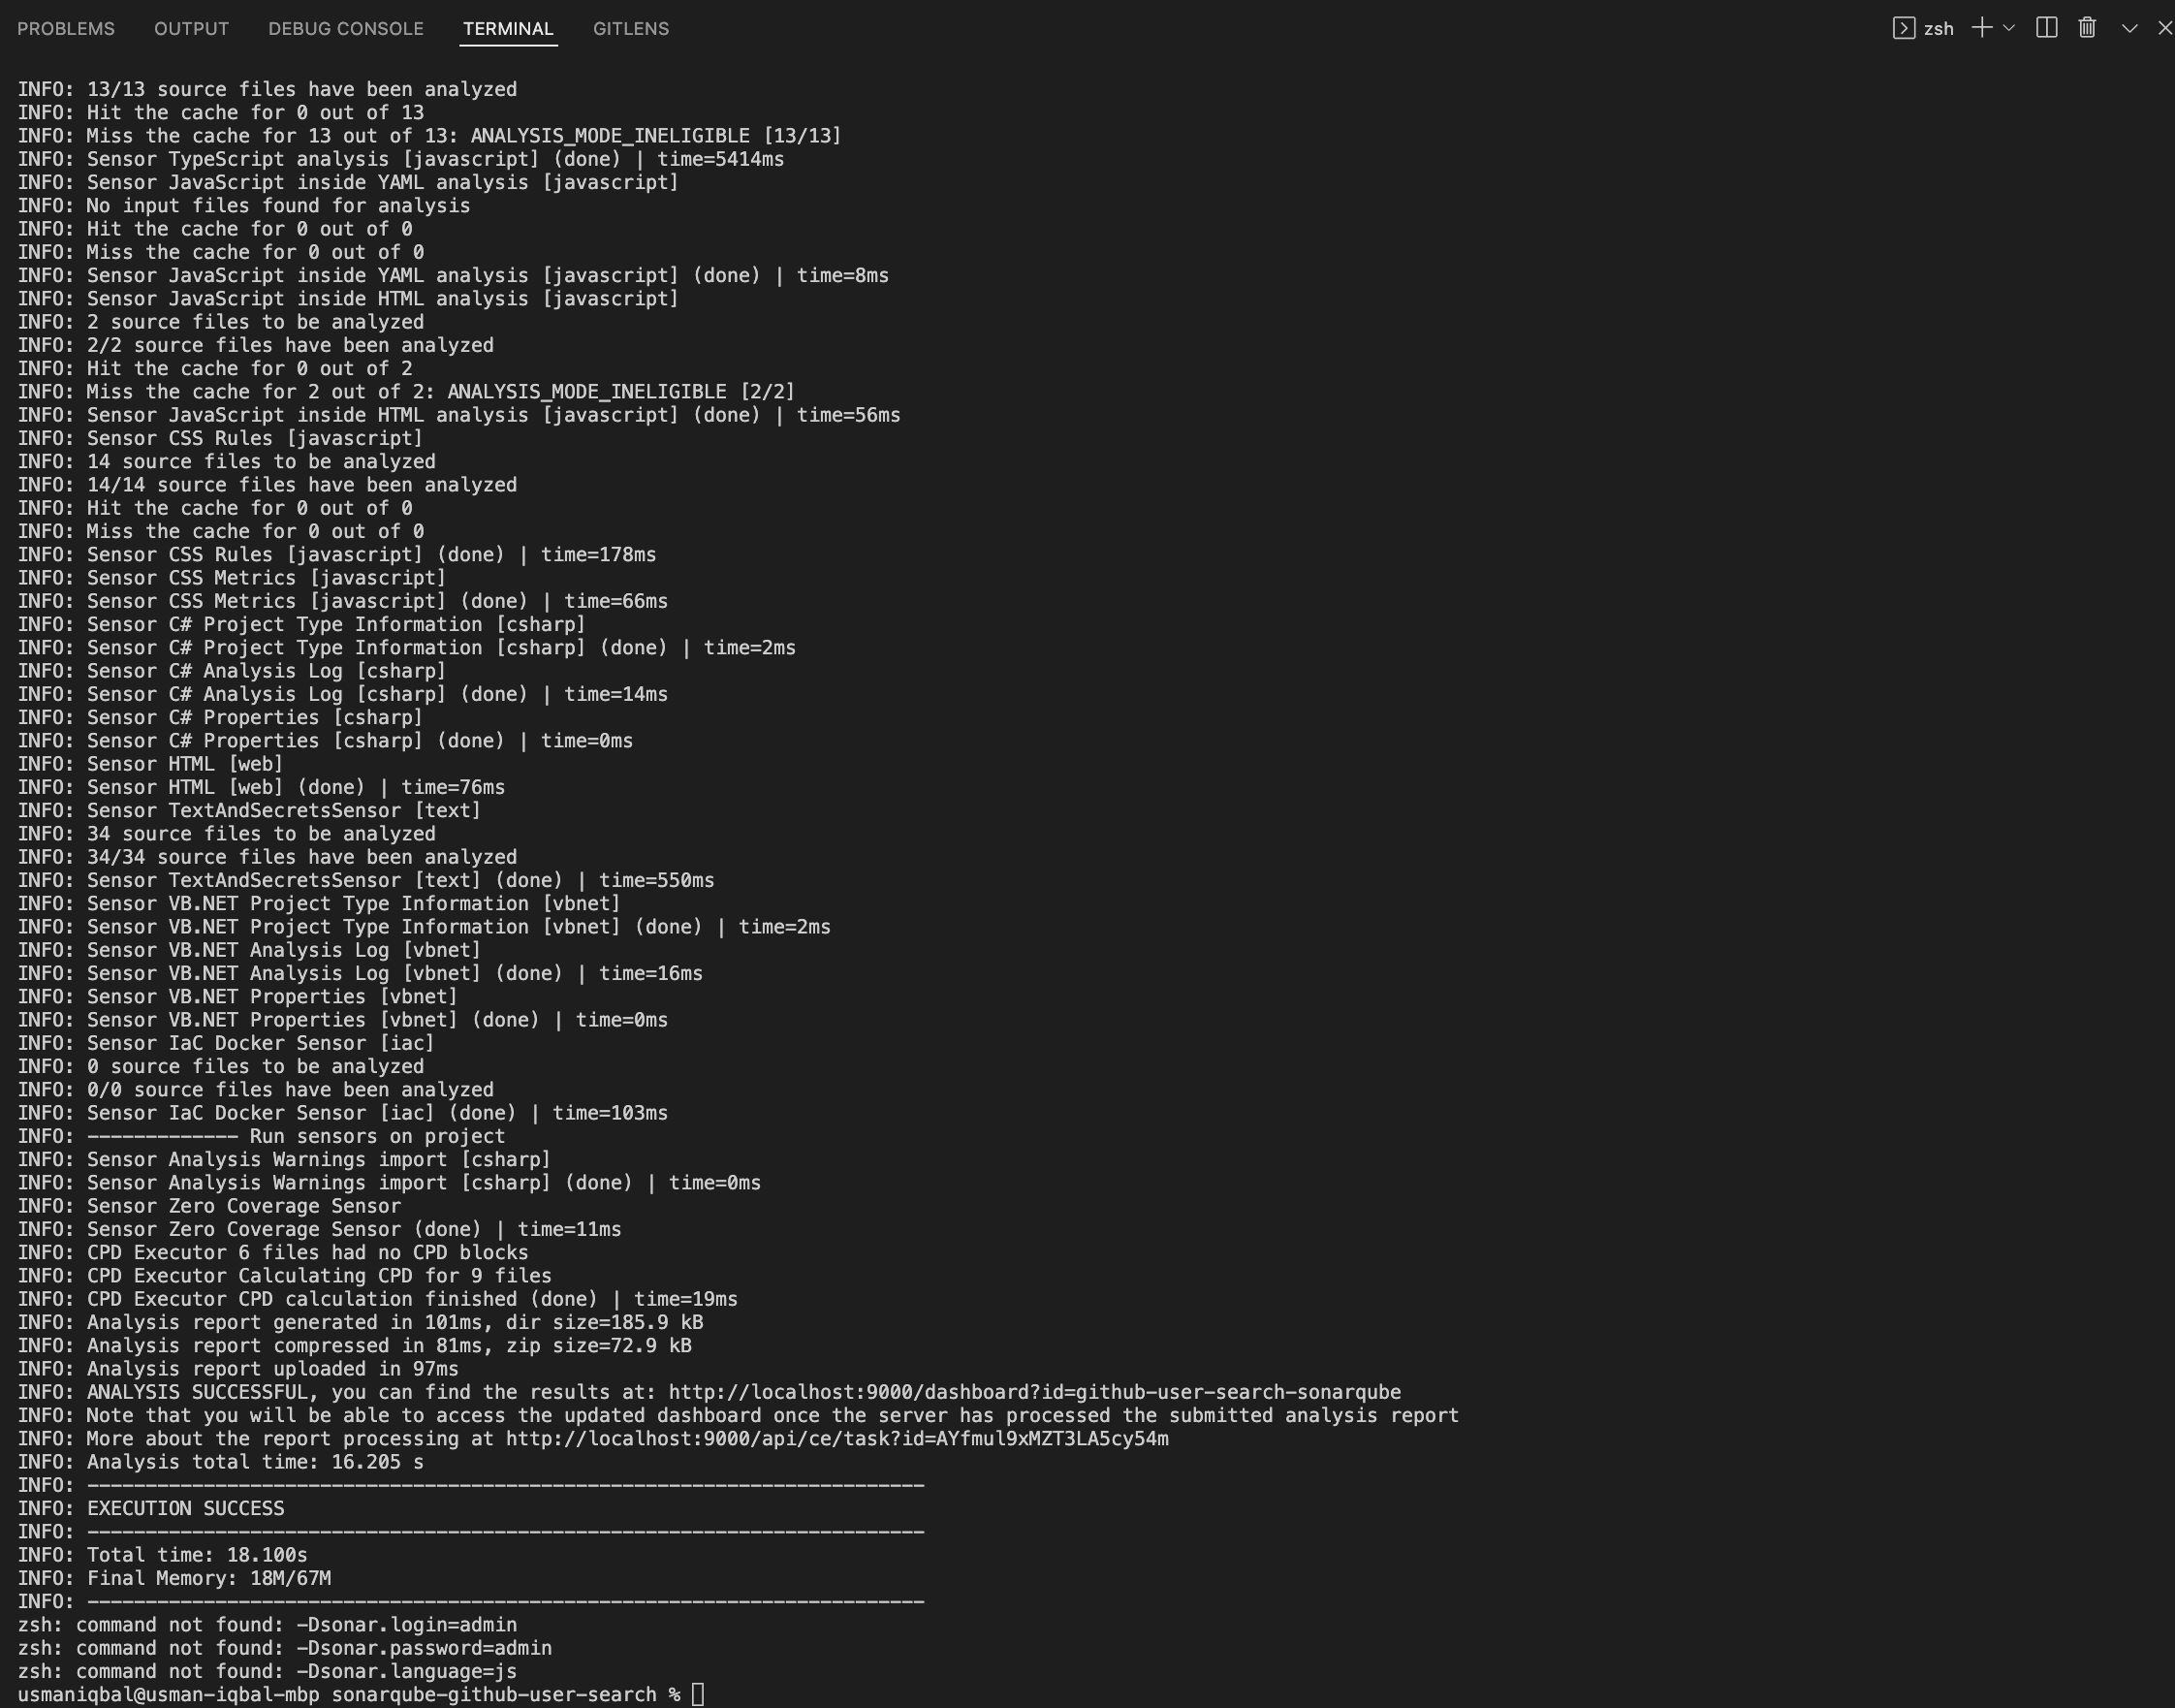 PROBLEMS OUTPUT DEBUG CONSOLE TERMINAL GITLENS zsh
INFO: 13/13 source files have been analyzed
INFO: Hit the cache for 0 out of 13
INFO: Miss the cache for 13 out of 13: ANALYSIS_MODE_INELIGIBLE [13/13]
INFO: Sensor TypeScript analysis [javascript] (done) | time=5414ms
INFO: Sensor JavaScript inside YAML analysis [javascript]
INFO: No input files found for analysis
INFO: Hit the cache for 0 out of 0
INFO: Miss the cache for 0 out of 0
INFO: Sensor JavaScript inside YAML analysis [javascript] (done) | time=8ms
INFO: Sensor JavaScript inside HTML analysis [javascript]
INFO: 2 source files to be analyzed
INFO: 2/2 source files have been analyzed
INFO: Hit the cache for 0 out of 2
INFO: Miss the cache for 2 out of 2: ANALYSIS_MODE_INELIGIBLE [2/2]
INFO: Sensor JavaScript inside HTML analysis [javascript] (done) | time=56ms
INFO: Sensor CSS Rules [javascript]
INFO: 14 source files to be analyzed
INFO: 14/14 source files have been analyzed
INFO: Hit the cache for 0 out of 0
INFO: Miss the cache for 0 out of 0
INFO: Sensor CSS Rules [javascript] (done) | time=178ms
INFO: Sensor CSS Metrics [javascript]
INFO: Sensor CSS Metrics [javascript] (done) | time=66ms
INFO: Sensor C# Project Type Information [csharp]
INFO: Sensor C# Project Type Information [csharp] (done) | time=2ms
INFO: Sensor C# Analysis Log [csharp]
INFO: Sensor C# Analysis Log [csharp] (done) | time=14ms
INFO: Sensor C# Properties [csharp]
INFO: Sensor C# Properties [csharp] (done) | time=0ms
INFO: Sensor HTML [web]
INFO: Sensor HTML [web] (done) | time=76ms
INFO: Sensor TextAndSecretsSensor [text]
INFO: 34 source files to be analyzed
INFO: 34/34 source files have been analyzed
INFO: Sensor TextAndSecretsSensor [text] (done) | time=550ms
INFO: Sensor VB.NET Project Type Information [vbnet]
INFO: Sensor VB.NET Project Type Information [vbnet] (done) | time=2ms
INFO: Sensor VB.NET Analysis Log [vbnet]
INFO: Sensor VB.NET Analysis Log [vbnet] (done) | time=16ms
INFO: Sensor VB.NET Properties [vbnet]
INFO: Sensor VB.NET Properties [vbnet] (done) | time=0ms
INFO: Sensor IaC Docker Sensor [iac]
INFO: 0 source files to be analyzed
INFO: 0/0 source files have been analyzed
INFO: Sensor IaC Docker Sensor [iac] (done) | time=103ms
INFO: ------------- Run sensors on project
INFO: Sensor Analysis Warnings import [csharp]
INFO: Sensor Analysis Warnings import [csharp] (done) | time=0ms
INFO: Sensor Zero Coverage Sensor
INFO: Sensor Zero Coverage Sensor (done) | time=11ms
INFO: CPD Executor 6 files had no CPD blocks
INFO: CPD Executor Calculating CPD for 9 files
INFO: CPD Executor CPD calculation finished (done) | time=19ms
INFO: Analysis report generated in 101ms, dir size=185.9 kB
INFO: Analysis report compressed in 81ms, zip size=72.9 kB
INFO: Analysis report uploaded in 97ms
INFO: ANALYSIS SUCCESSFUL, you can find the results at: http://localhost:9000/dashboard?id=github-user-search-sonarqube
INFO: Note that you will be able to access the updated dashboard once the server has processed the submitted analysis report
INFO: More about the report processing at http://localhost:9000/api/ce/task?id=AYfmul9xMZT3LA5cy54m
INFO: Analysis total time: 16.205 s
INFO: ------------------------------------------------------------------------
INFO: EXECUTION SUCCESS
INFO: ------------------------------------------------------------------------
INFO: Total time: 18.100s
INFO: Final Memory: 18M/67M
INFO: ------------------------------------------------------------------------
zsh: command not found: -Dsonar.login=admin
zsh: command not found: -Dsonar.password=admin
zsh: command not found: -Dsonar.language=js
usmaniqbal@usman-iqbal-mbp sonarqube-github-user-search %